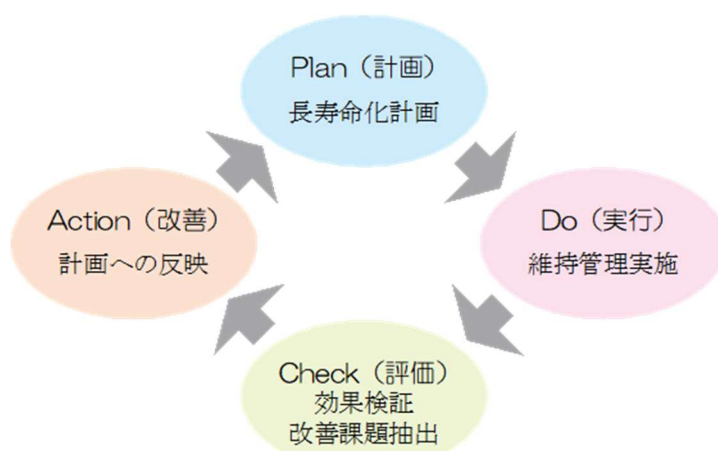 Plan（計画）
長寿命化計画
Do（実行）
維持管理実施
Check（評価）
効果検証
改善課題抽出
Action（改善）
計画への反映